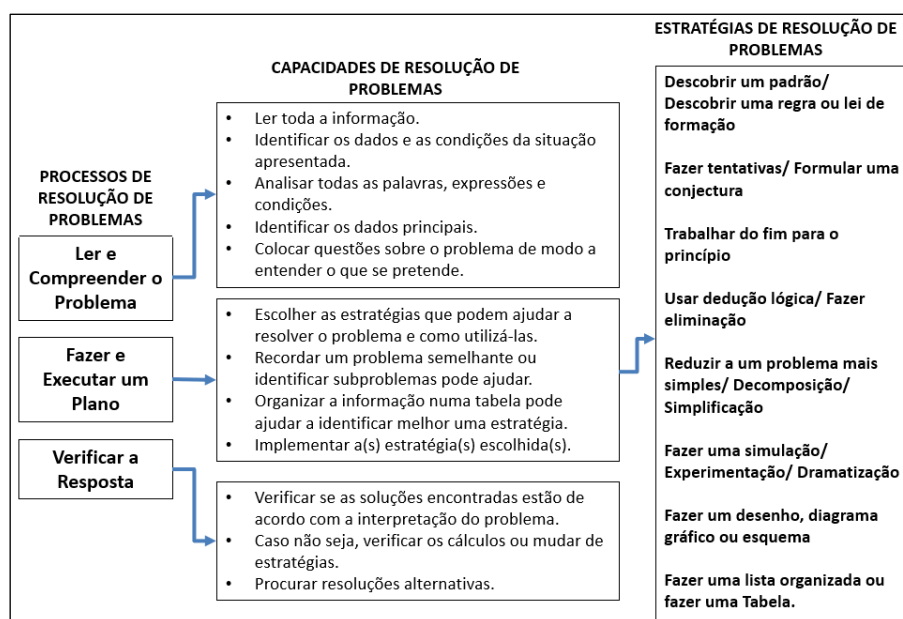 PROCESSOS DE
RESOLUÇÃO DE
PROBLEMAS
Ler e
Compreender o
Problema
Fazer e
Executar um
Plano
Verificar a
Resposta
CAPACIDADES DE RESOLUÇÃO DE
PROBLEMAS
• Ler toda a informação.
• Identificar os dados e as condições da situação
apresentada.
• Analisar todas as palavras, expressões e
condições.
• Identificar os dados principais.
• Colocar questões sobre o problema de modo a
entender o que se pretende.
• Escolher as estratégias que podem ajudar a
resolver o problema e como utilizá-las.
• Recordar um problema semelhante ou
identificar subproblemas pode ajudar.
• Organizar a informação numa tabela pode
ajudar a identificar melhor uma estratégia.
• Implementar a(s) estratégia(s) escolhida(s).
• Verificar se as soluções encontradas estão de
acordo com a interpretação do problema.
• Caso não seja, verificar os cálculos ou mudar de
estratégias.
• Procurar resoluções alternativas.
ESTRATÉGIAS DE RESOLUÇÃO DE
PROBLEMAS
Descobrir um padrão/
Descobrir uma regra ou lei de
formação
Fazer tentativas/ Formular uma
conjectura
Trabalhar do fim para o
princípio
Usar dedução lógica/ Fazer
eliminação
Reduzir a um problema mais
simples/ Decomposição/
Simplificação
Fazer uma simulação/
Experimentação/ Dramatização
Fazer um desenho, diagrama
gráfico ou esquema
Fazer uma lista organizada ou
fazer uma Tabela.